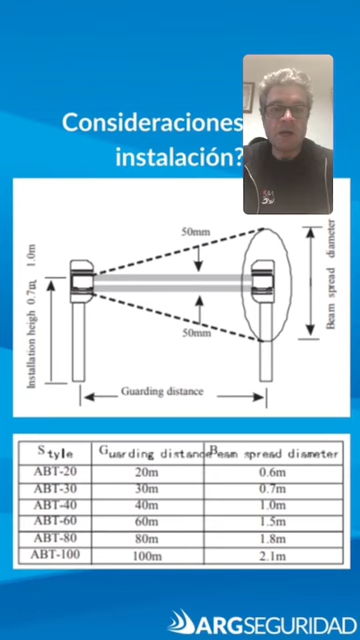 Consideraciones
instalación?
50mm
50mm
Installation heigh 0.7m, 1.0m
Beam spread diameter
Guarding distance
Style Guarding distance Beam spread diameter
ABT-20 20m 0.6m
ABT-30 30m 0.7m
ABT-40 40m 1.0m
ABT-60 60m 1.5m
ABT-80 80m 1.8m
ABT-100 100m 2.1m
ARGSEGURIDAD